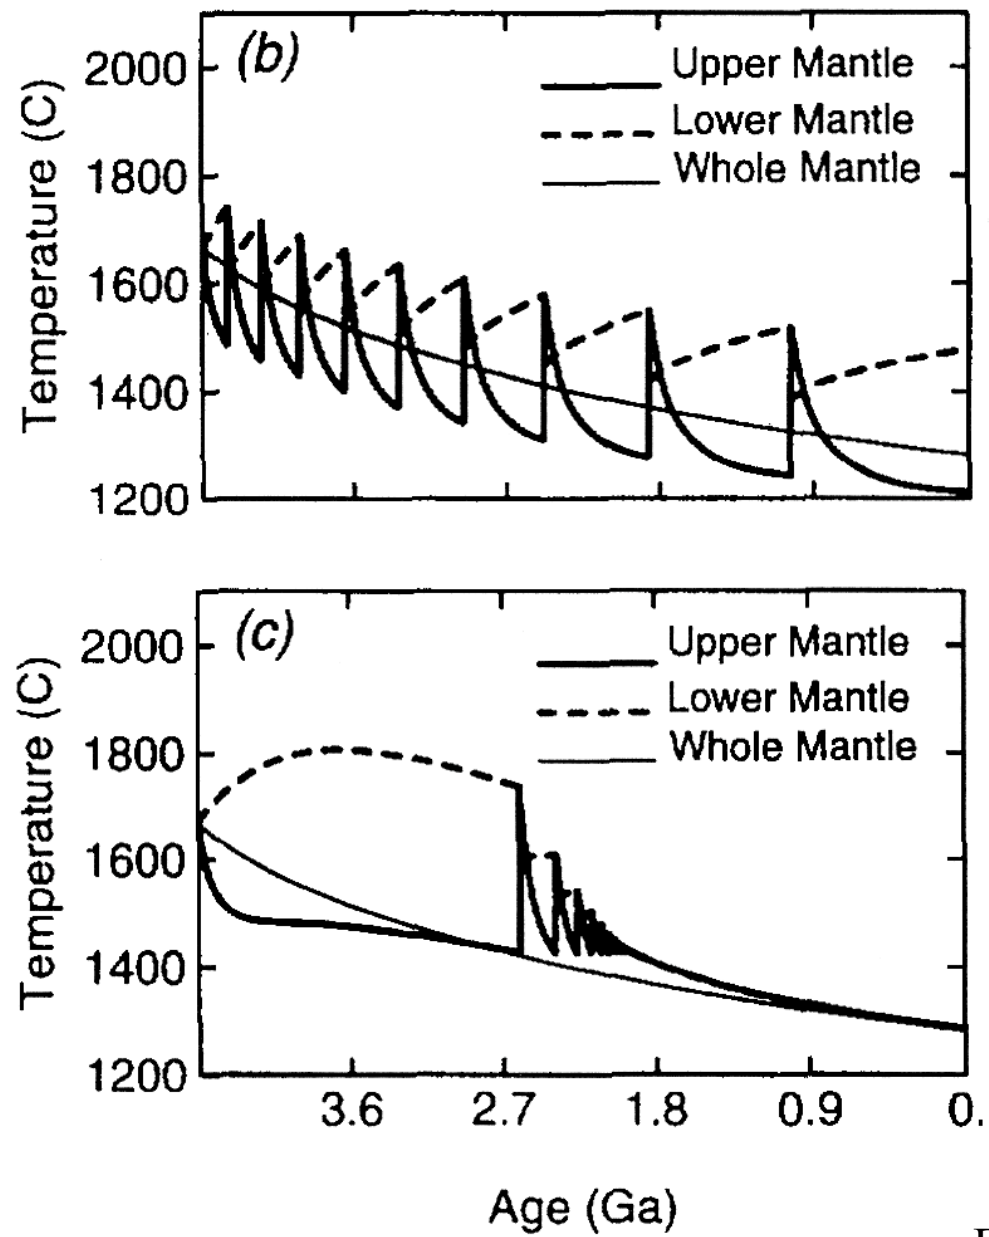 (b)
Upper Mantle
Lower Mantle
Whole Mantle
Temperature (C)
2000
1800
1600
1400
1200
(c)
Upper Mantle
Lower Mantle
Whole Mantle
Temperature (C)
2000
1800
1600
1400
1200
3.6 2.7 1.8 0.9 0.
Age (Ga)